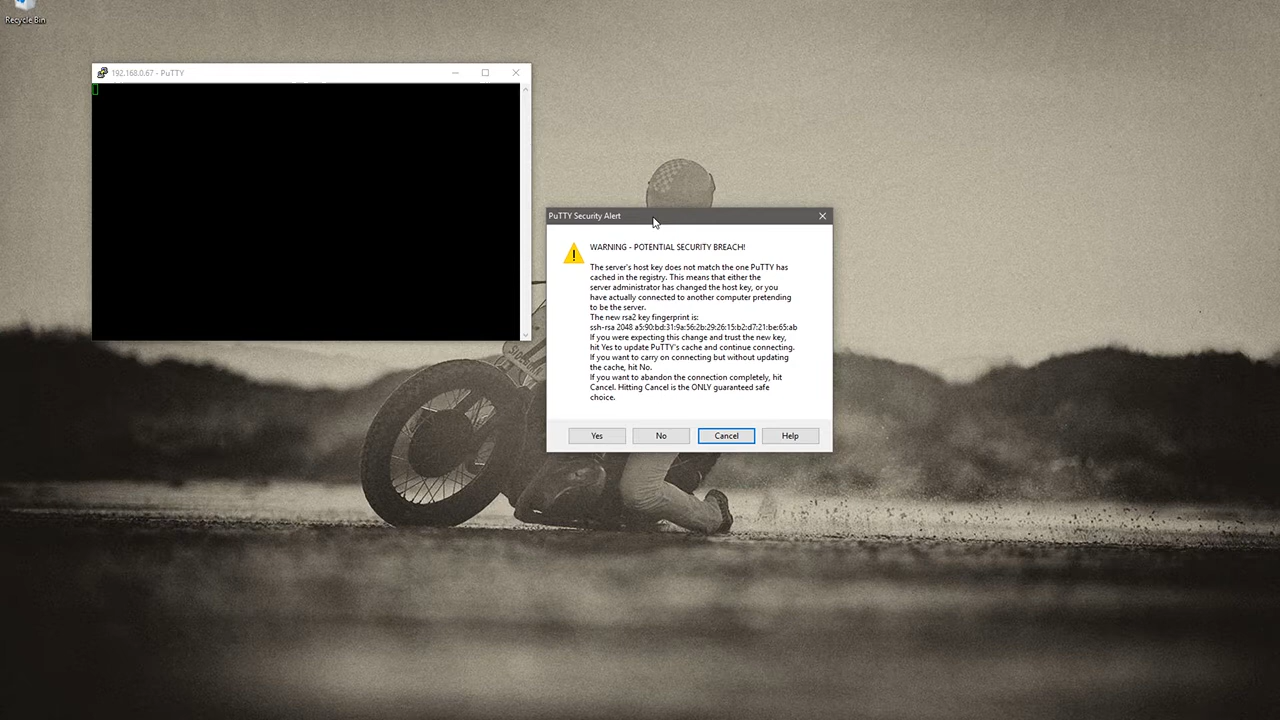 Recycle Bin
192.168.0.67 - PuTTY
PuTTY Security Alert
WARNING - POTENTIAL SECURITY BREACH!
The server's host key does not match the one PuTTY has
cached in the registry. This means that either the
server administrator has changed the host key, or you
have actually connected to another computer pretending
to be the server.
The new rsa2 key fingerprint is:
ssh-rsa 2048 a5:90:bd:31:9a:56:2b:29:26:15:b2:d7:21:be:65:ab
If you were expecting this change and trust the new key,
hit Yes to update PuTTY's cache and continue connecting.
If you want to carry on connecting but without updating
the cache, hit No.
If you want to abandon the connection completely, hit
Cancel. Hitting Cancel is the ONLY guaranteed safe
choice.
Yes No Cancel Help